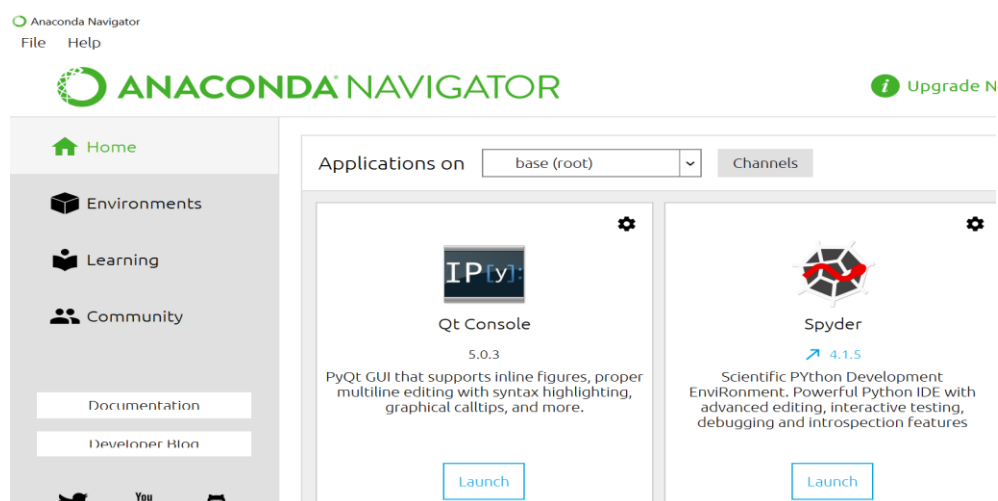 Anaconda Navigator
File Help
ANACONDA NAVIGATOR
i Upgrade N
Home
Environments
Learning
Community
Documentation
Developer Blog
You
Applications on base (root) Channels
IP[y]:
Qt Console
5.0.3
PyQt GUI that supports inline figures, proper
multiline editing with syntax highlighting,
graphical calltips, and more.
Launch
Spyder
4.1.5
Scientific PYthon Development
EnviRonment. Powerful Python IDE with
advanced editing, interactive testing,
debugging and introspection features
Launch